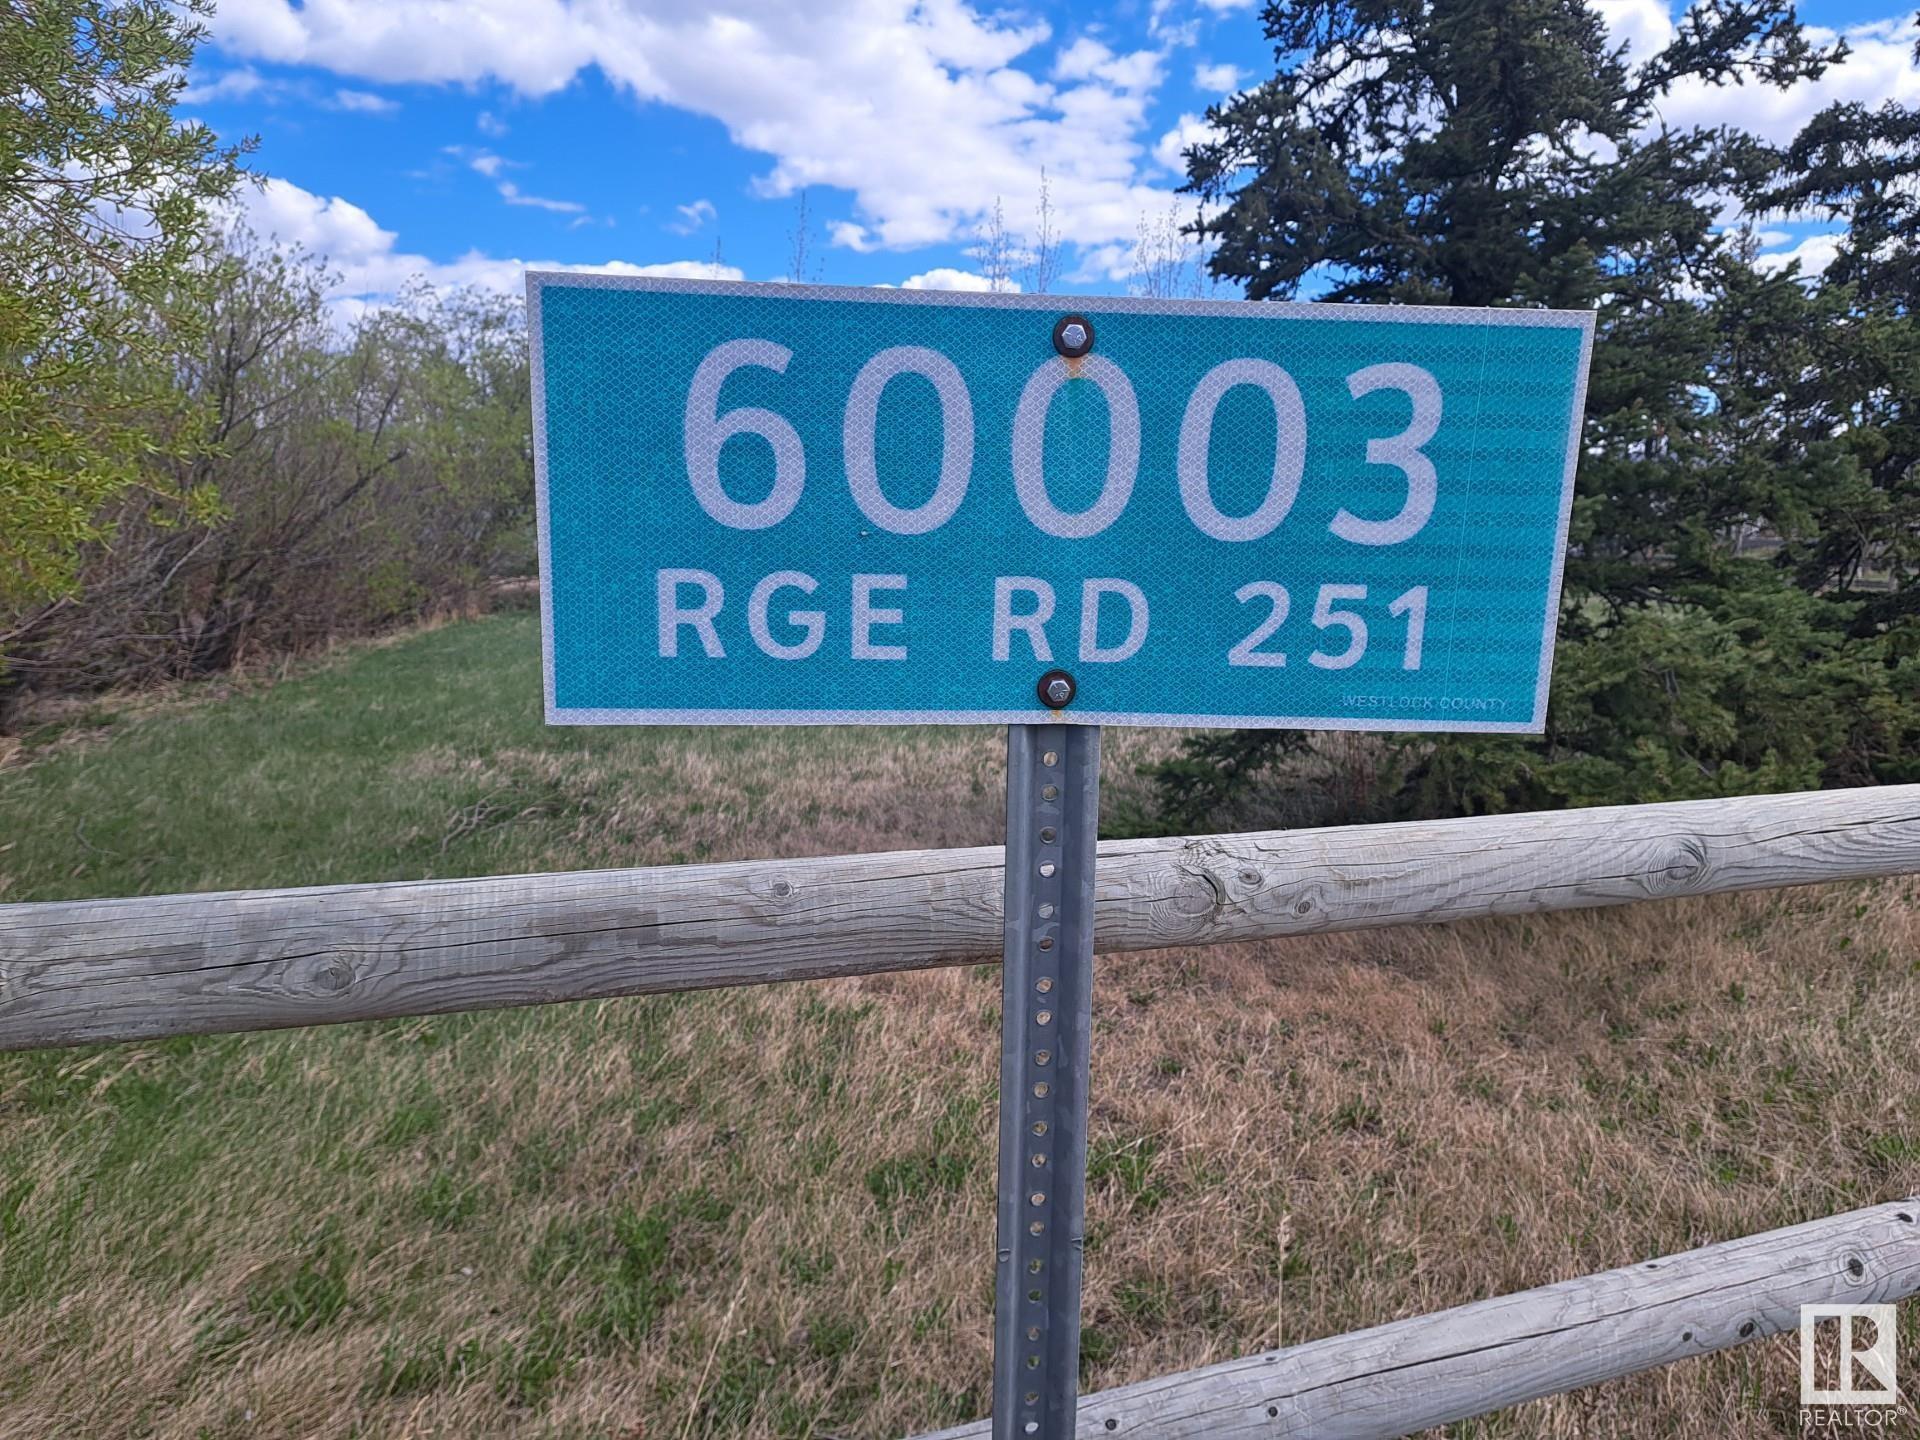 60003
RGE RD 251
WESTLOCK COUNTY
R
REALTOR®